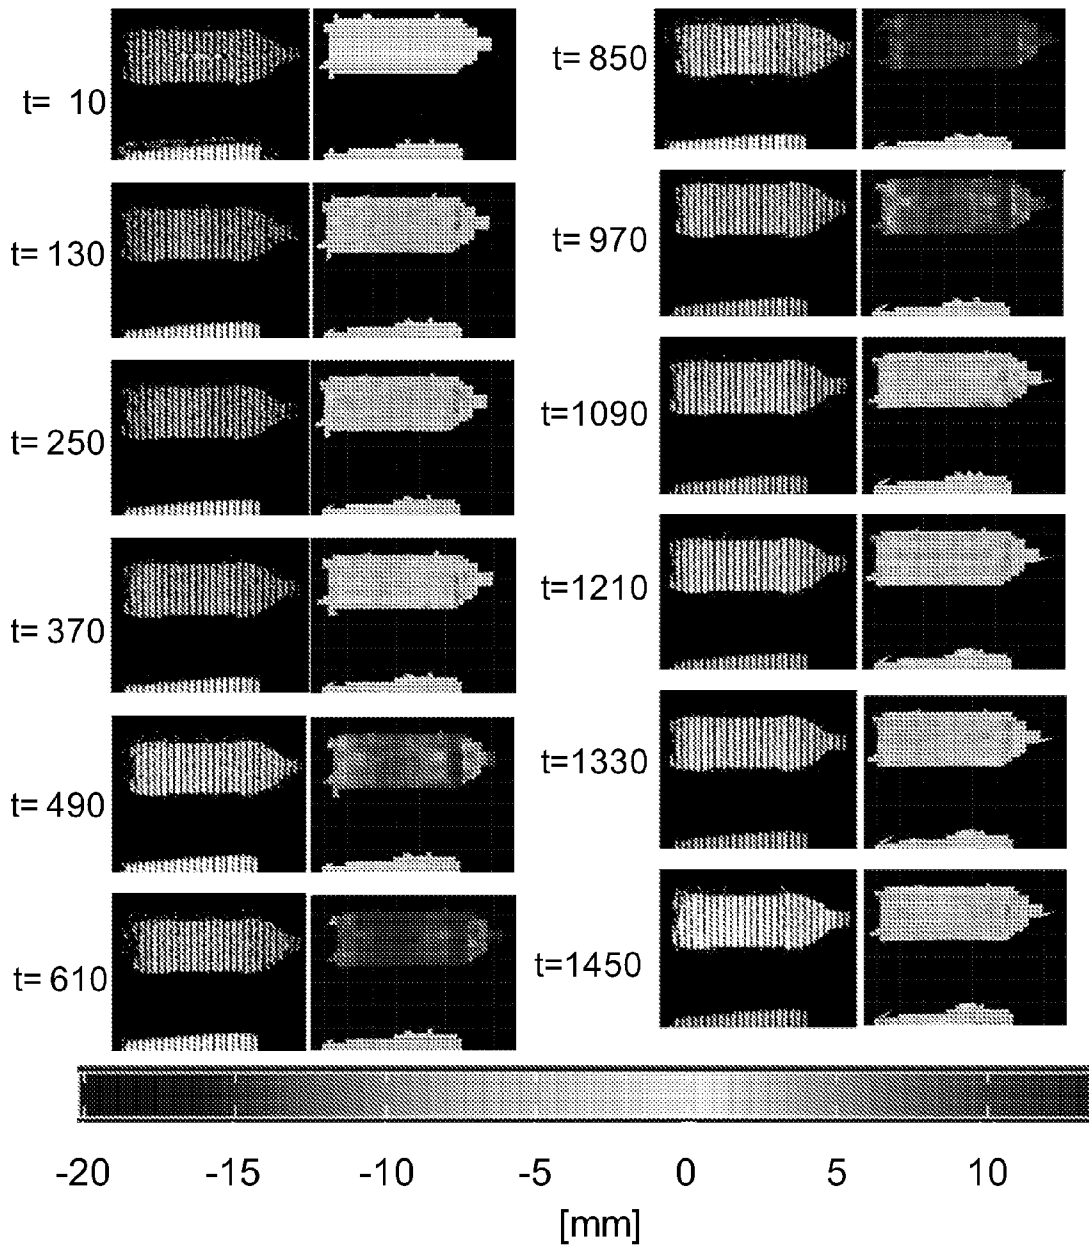 t= 10
t= 130
t= 250
t= 370
t= 490
t= 610
t= 850
t= 970
t=1090
t=1210
t=1330
t=1450
-20 -15 -10 -5 0 5 10
[mm]